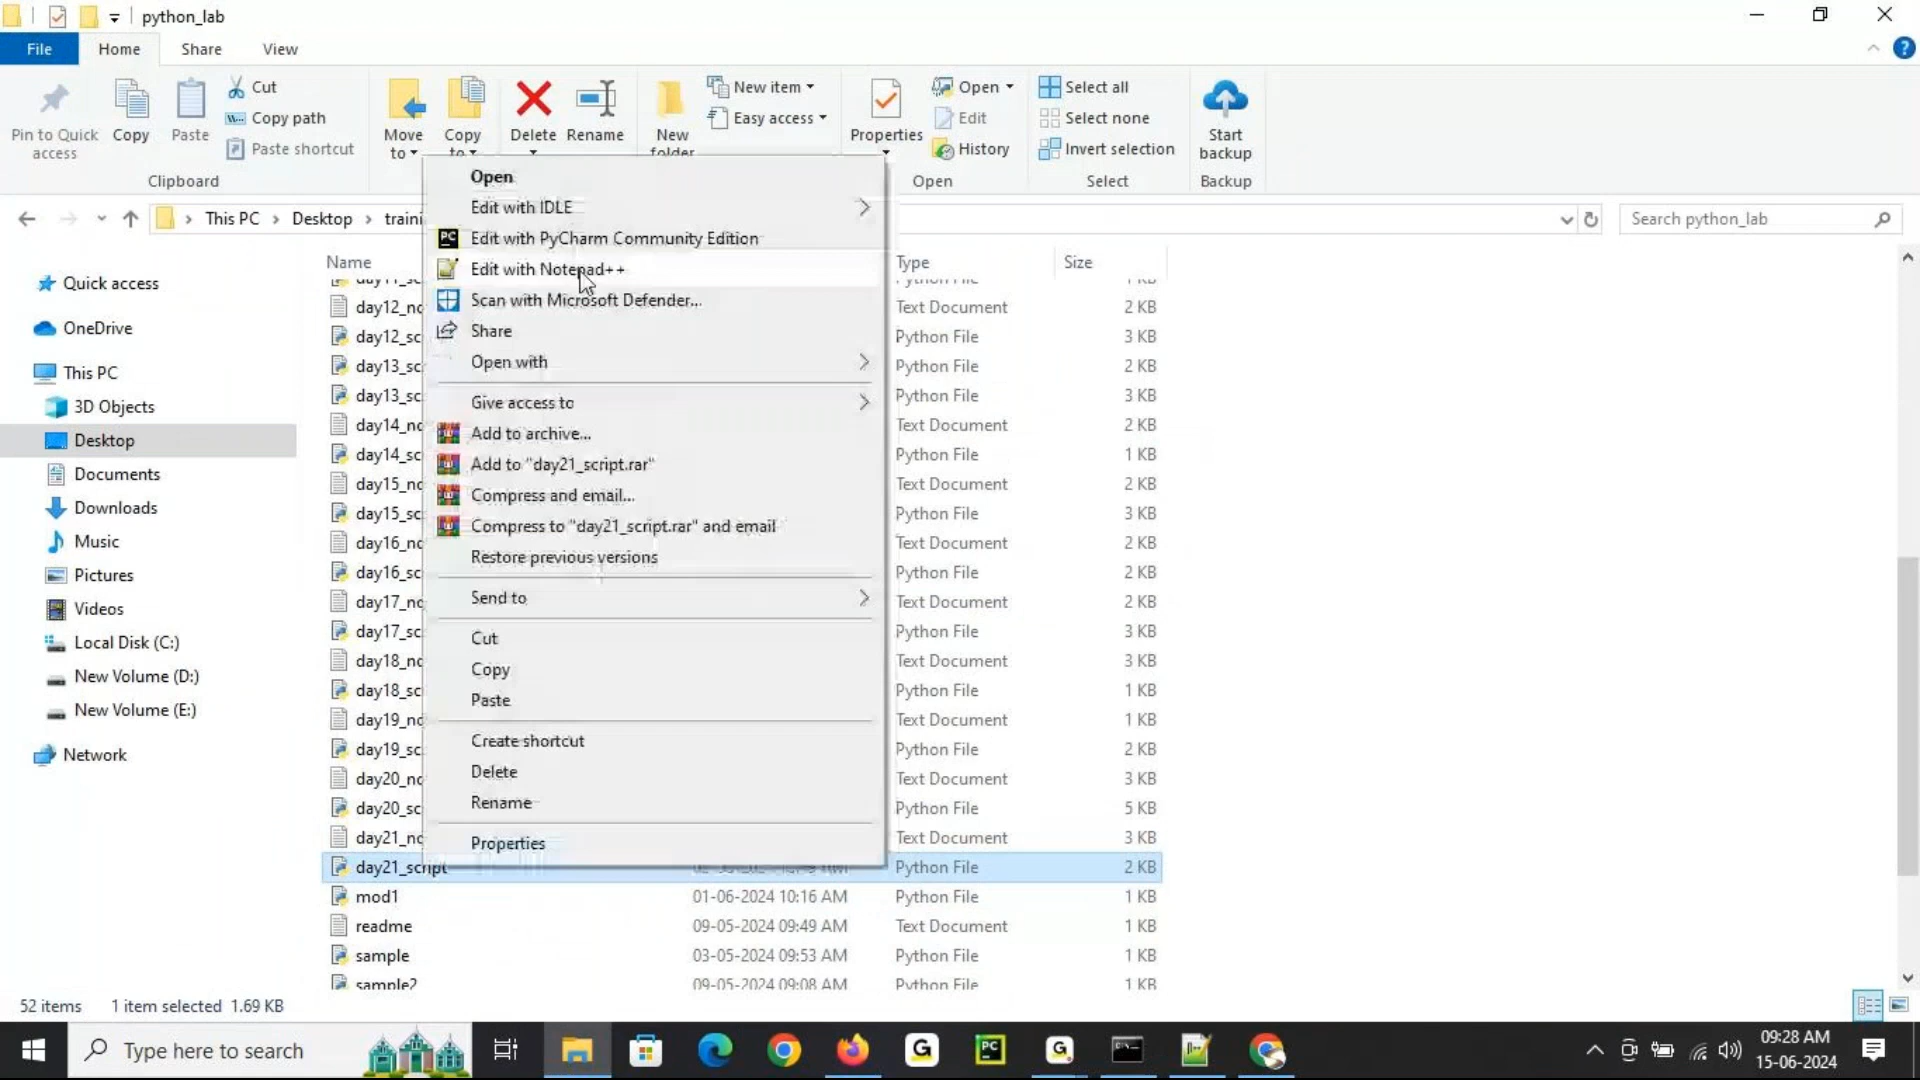 python_lab
File Home Share View
Pin to Quick access
Copy
Paste
Cut
Copy path
Paste shortcut
Clipboard
Move to
Copy to
Delete
Rename
New folder
New item
Easy access
Properties
Open
Edit
History
Open
Select all
Select none
Invert selection
Select
Start backup
Backup
This PC > Desktop >
Search python_lab
Quick access
OneDrive
This PC
3D Objects
Desktop
Documents
Downloads
Music
Pictures
Videos
Local Disk (C:)
New Volume (D:)
New Volume (E:)
Network
Open
Edit with IDLE
Edit with PyCharm Community Edition
Edit with Notepad++
Scan with Microsoft Defender...
Share
Open with
Give access to
Add to archive...
Add to "day21_script.rar"
Compress and email...
Compress to "day21_script.rar" and email
Restore previous versions
Send to
Cut
Copy
Paste
Create shortcut
Delete
Rename
Properties
Name Type Size
day12_no Text Document 2 KB
day12_sc Python File 3 KB
day13_sc Python File 2 KB
day13_sc Python File 3 KB
day14_no Text Document 2 KB
day14_sc Python File 1 KB
day15_no Text Document 2 KB
day15_sc Python File 3 KB
day16_no Text Document 2 KB
day16_sc Python File 2 KB
day17_no Text Document 2 KB
day17_sc Python File 3 KB
day18_no Text Document 3 KB
day18_sc Python File 1 KB
day19_no Text Document 1 KB
day19_sc Python File 2 KB
day20_no Text Document 3 KB
day20_sc Python File 5 KB
day21_no Text Document 3 KB
day21_script Python File 2 KB
mod1 01-06-2024 10:16 AM Python File 1 KB
readme 09-05-2024 09:49 AM Text Document 1 KB
sample 03-05-2024 09:53 AM Python File 1 KB
sample2 09-05-2024 09:08 AM Python File 1 KB
52 items 1 item selected 1.69 KB
Type here to search
09:28 AM
15-06-2024